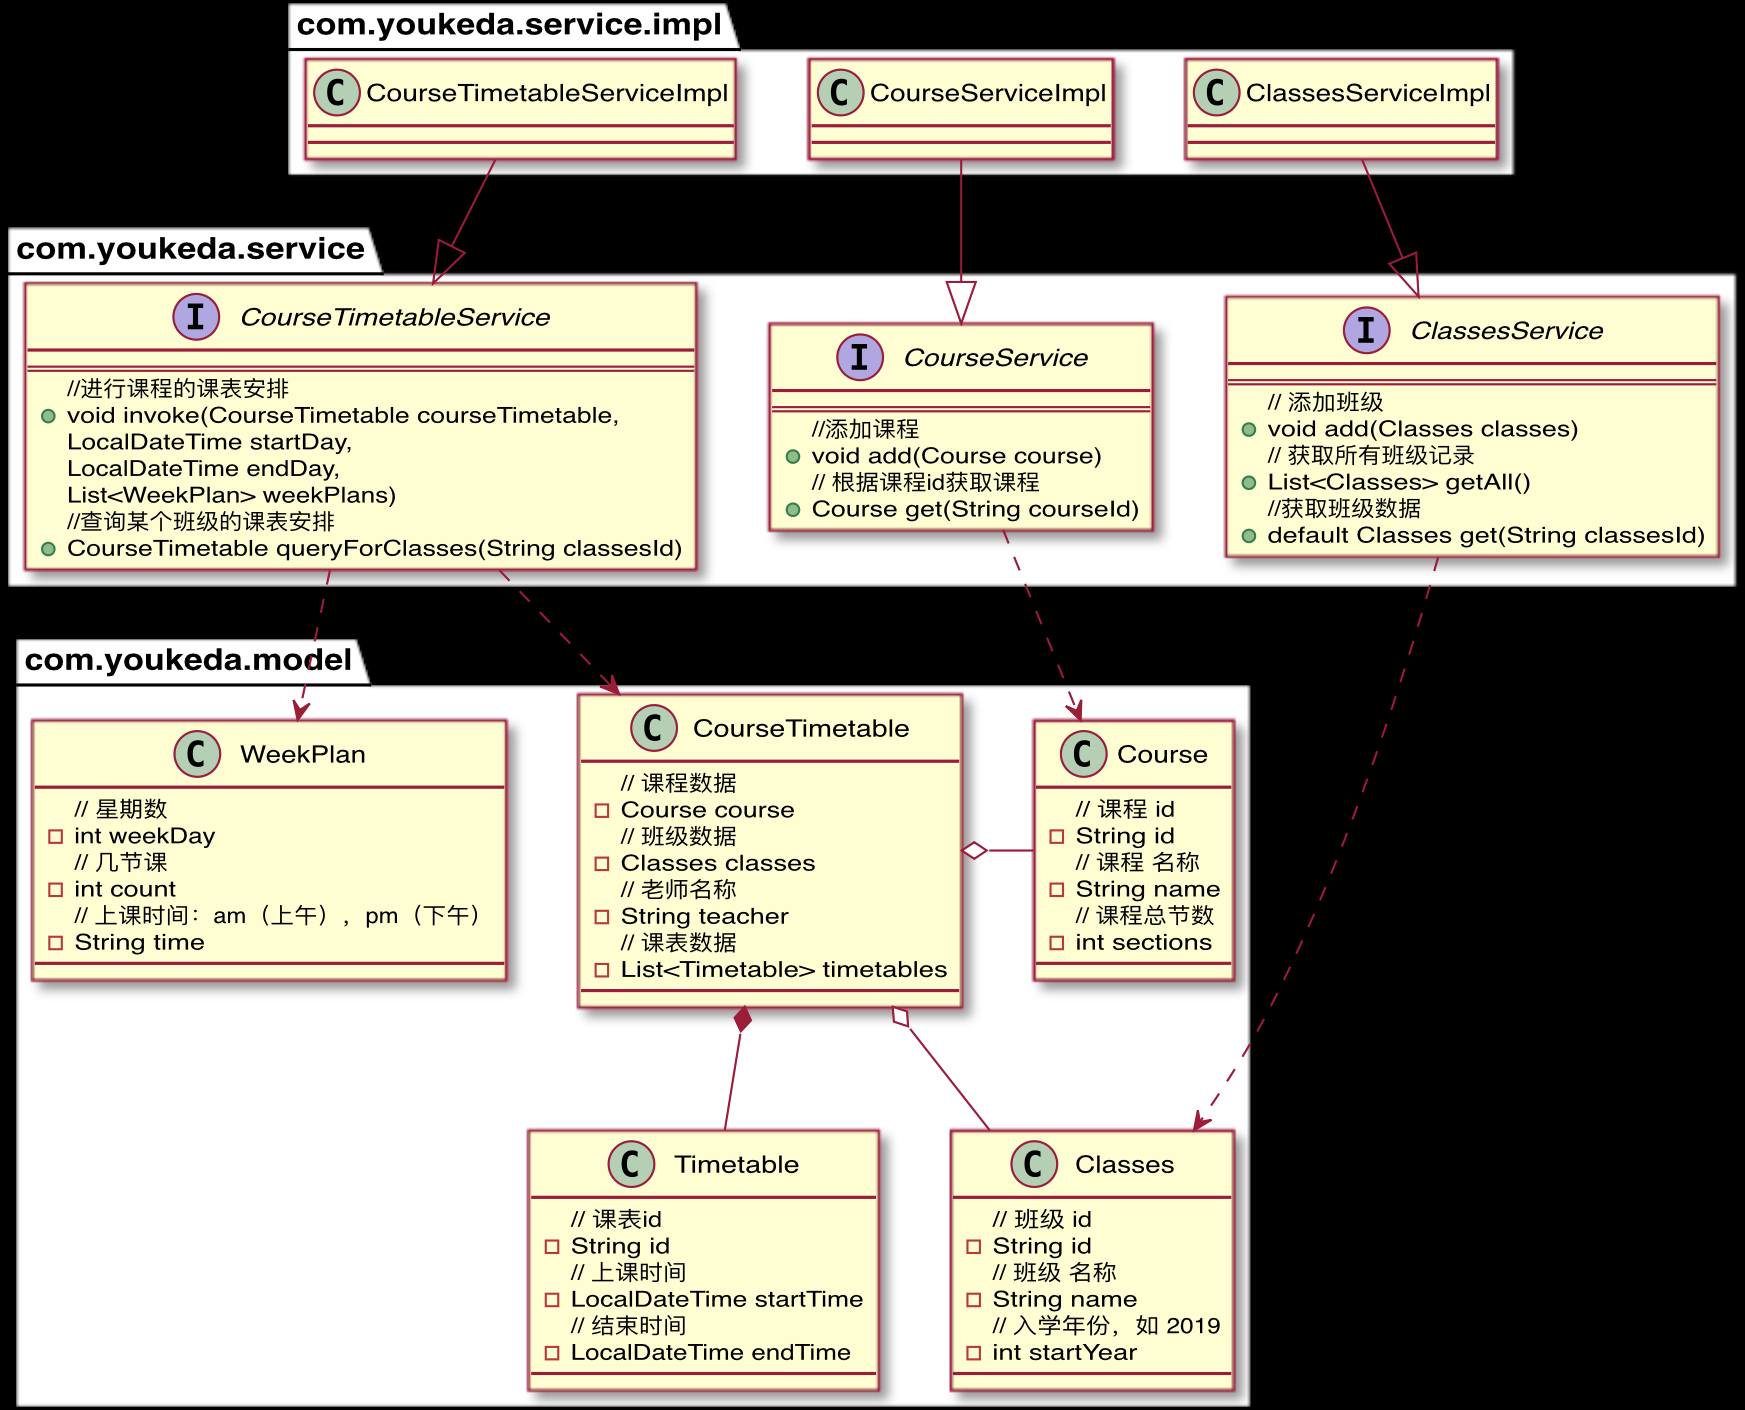 com.youkeda.service.impl
C CourseTimetableServiceImpl
C CourseServiceImpl
C ClassesServiceImpl
com.youkeda.service
I CourseTimetableService
//进行课程的课表安排
void invoke(CourseTimetable courseTimetable,
LocalDateTime startDay,
LocalDateTime endDay,
List<WeekPlan> weekPlans)
//查询某个班级的课表安排
CourseTimetable queryForClasses(String classesId)
I CourseService
//添加课程
void add(Course course)
// 根据课程id获取课程
Course get(String courseId)
I ClassesService
// 添加班级
void add(Classes classes)
// 获取所有班级记录
List<Classes> getAll()
//获取班级数据
default Classes get(String classesId)
com.youkeda.model
C WeekPlan
// 星期数
int weekDay
// 几节课
int count
// 上课时间：am（上午），pm（下午）
String time
C CourseTimetable
// 课程数据
Course course
// 班级数据
Classes classes
// 老师名称
String teacher
// 课表数据
List<Timetable> timetables
C Course
// 课程 id
String id
// 课程 名称
String name
// 课程总节数
int sections
C Timetable
// 课表id
String id
// 上课时间
LocalDateTime startTime
// 结束时间
LocalDateTime endTime
C Classes
// 班级 id
String id
// 班级 名称
String name
// 入学年份，如 2019
int startYear